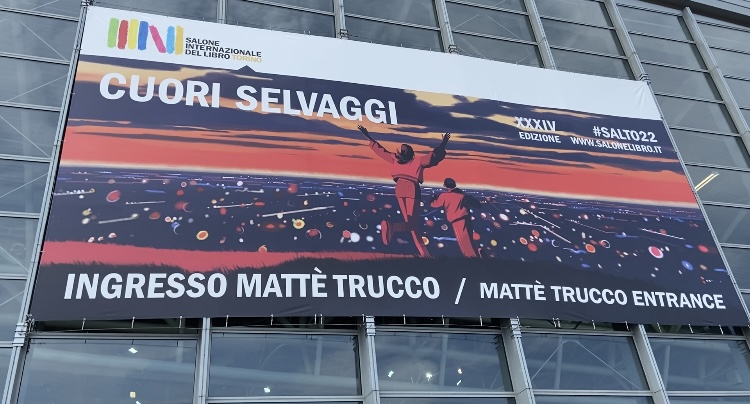 SALONE
INTERNAZIONALE
DEL LIBRO TORINO
CUORI SELVAGGI
XXXIV
EDIZIONE
#SALTO22
WWW.SALONELIBRO.IT
INGRESSO MATTÈ TRUCCO / MATTÈ TRUCCO ENTRANCE